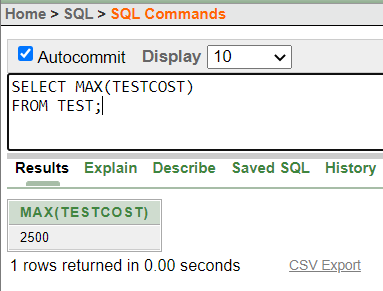 Home > SQL > SQL Commands
Autocommit Display 10
SELECT MAX(TESTCOST)
FROM TEST;
Results Explain Describe Saved SQL History
MAX(TESTCOST)
2500
1 rows returned in 0.00 seconds CSV Export